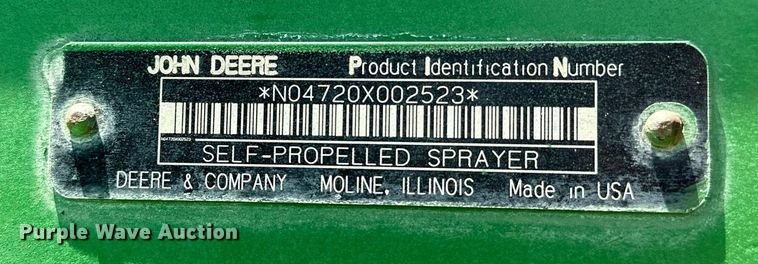 JOHN DEERE Product Identification Number
*N04720X002523*
N04720X002523
SELF-PROPELLED SPRAYER
DEERE & COMPANY MOLINE, ILLINOIS Made in USA
Purple Wave Auction